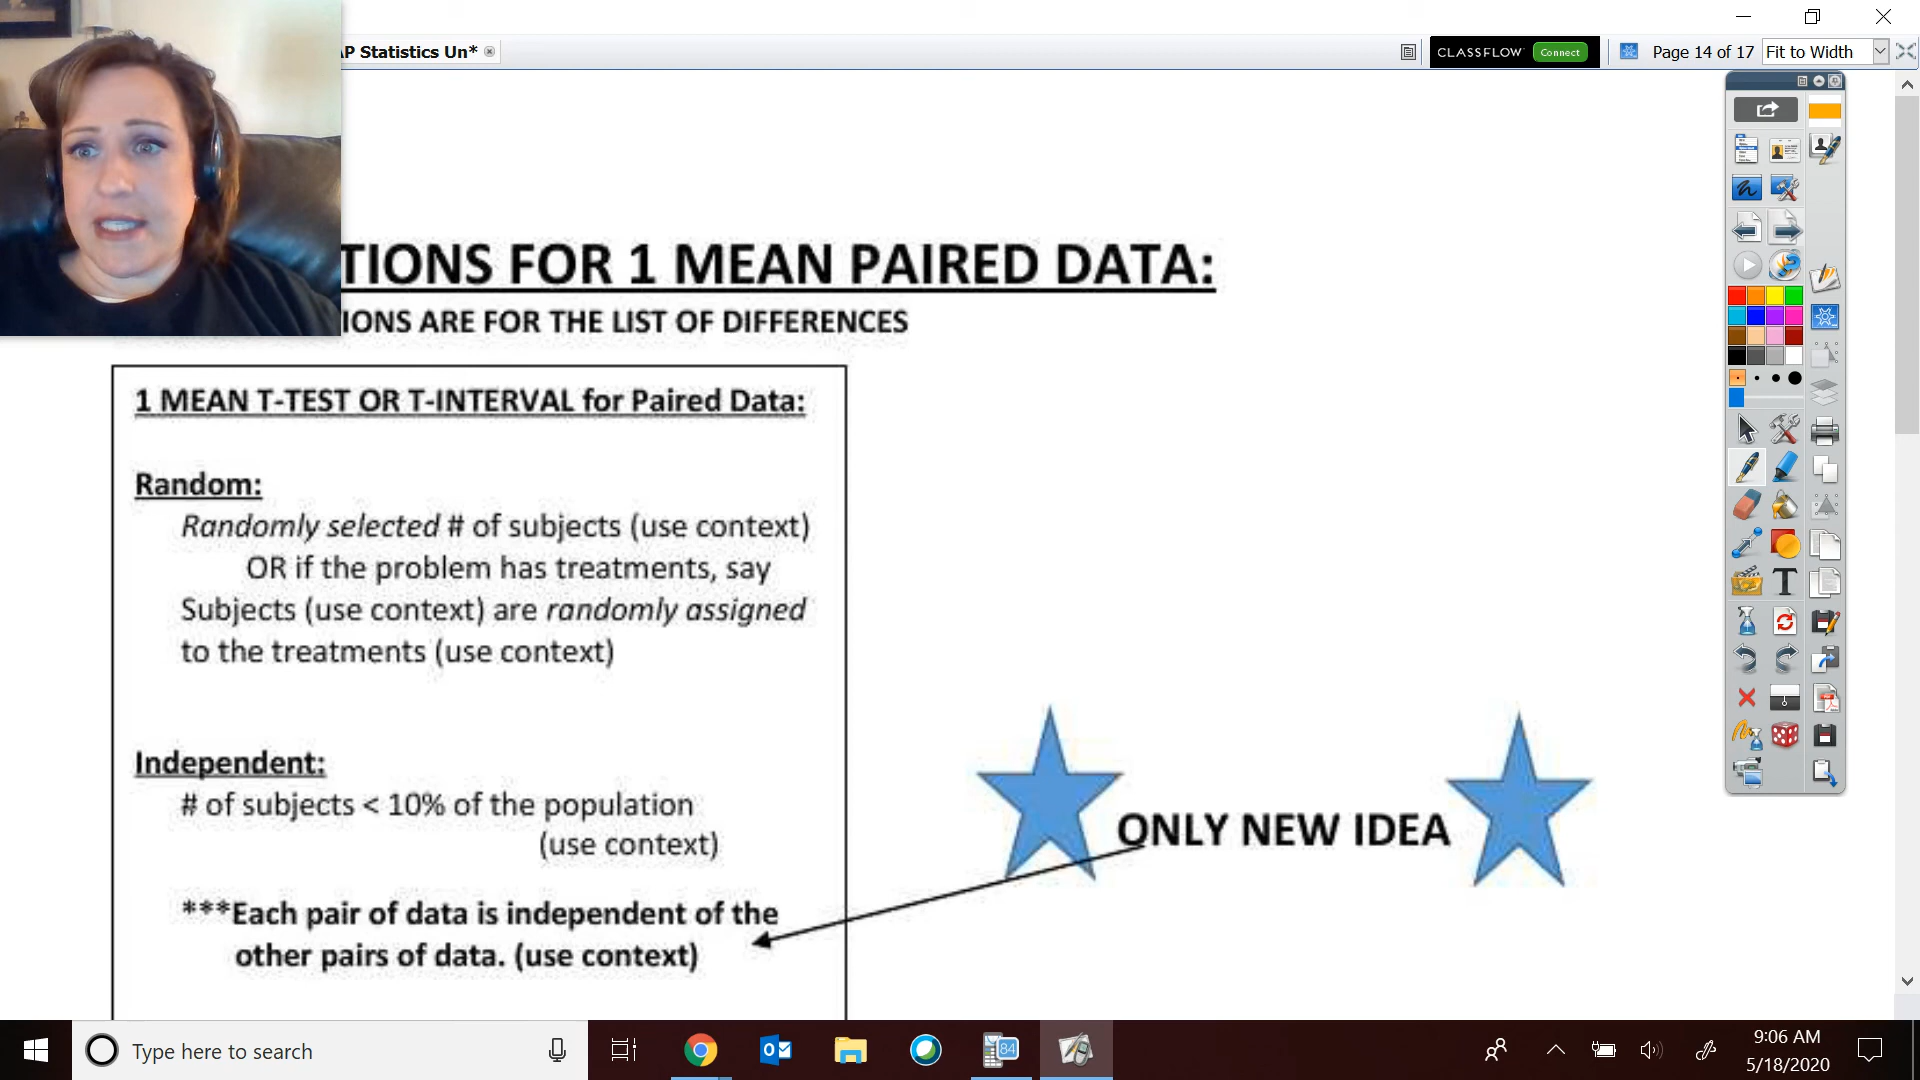 AP Statistics Un*
CLASSFLOW Connect
Page 14 of 17
Fit to Width
TIONS FOR 1 MEAN PAIRED DATA:
IONS ARE FOR THE LIST OF DIFFERENCES
1 MEAN T-TEST OR T-INTERVAL for Paired Data:
Random:
Randomly selected # of subjects (use context)
OR if the problem has treatments, say
Subjects (use context) are randomly assigned
to the treatments (use context)
Independent:
# of subjects < 10% of the population
(use context)
***Each pair of data is independent of the
other pairs of data. (use context)
ONLY NEW IDEA
Type here to search
84
9:06 AM
5/18/2020